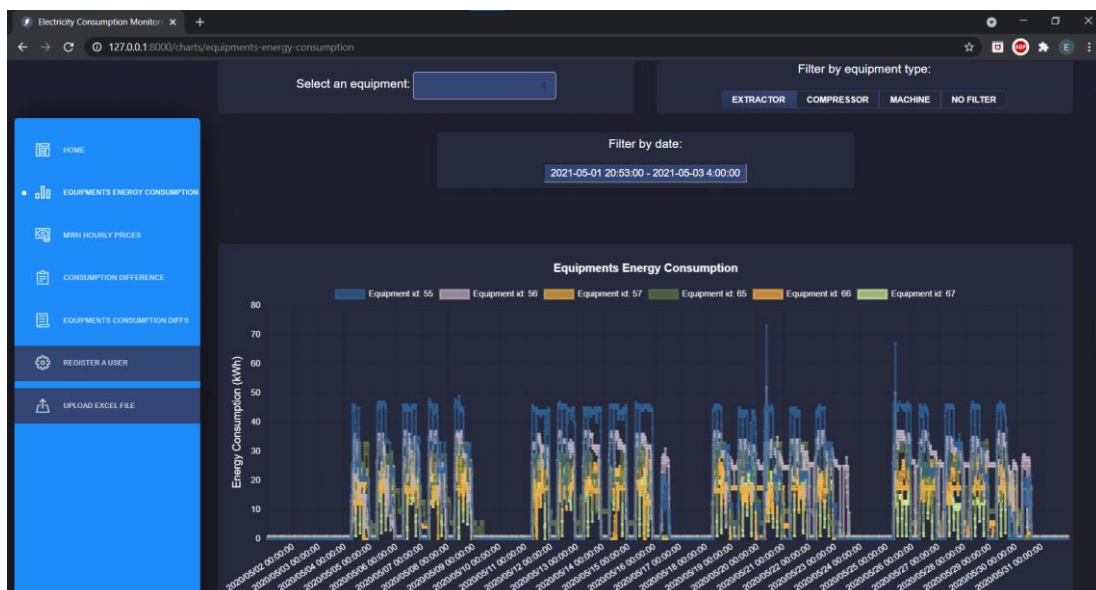 Electricity Consumption Monitori
127.0.0.1:8000/charts/equipments-energy-consumption
ABP
E
Select an equipment:
Filter by equipment type:
EXTRACTOR COMPRESSOR MACHINE NO FILTER
Filter by date:
2021-05-01 20:53:00 - 2021-05-03 4:00:00
HOME
EQUIPMENTS ENERGY CONSUMPTION
MWH HOURLY PRICES
CONSUMPTION DIFFERENCE
EQUIPMENTS CONSUMPTION DIFFS
REGISTER A USER
UPLOAD EXCEL FILE
Equipments Energy Consumption
Equipment id: 55 Equipment id: 56 Equipment id: 57 Equipment id: 65 Equipment id: 66 Equipment id: 67
Energy Consumption (kWh)
80
70
60
50
40
30
20
10
0
2020/05/02 00:00:00
2020/05/03 00:00:00
2020/05/04 00:00:00
2020/05/05 00:00:00
2020/05/06 00:00:00
2020/05/07 00:00:00
2020/05/08 00:00:00
2020/05/09 00:00:00
2020/05/10 00:00:00
2020/05/11 00:00:00
2020/05/12 00:00:00
2020/05/13 00:00:00
2020/05/14 00:00:00
2020/05/15 00:00:00
2020/05/16 00:00:00
2020/05/17 00:00:00
2020/05/18 00:00:00
2020/05/19 00:00:00
2020/05/20 00:00:00
2020/05/21 00:00:00
2020/05/22 00:00:00
2020/05/23 00:00:00
2020/05/24 00:00:00
2020/05/25 00:00:00
2020/05/26 00:00:00
2020/05/27 00:00:00
2020/05/28 00:00:00
2020/05/29 00:00:00
2020/05/30 00:00:00
2020/05/31 00:00:00